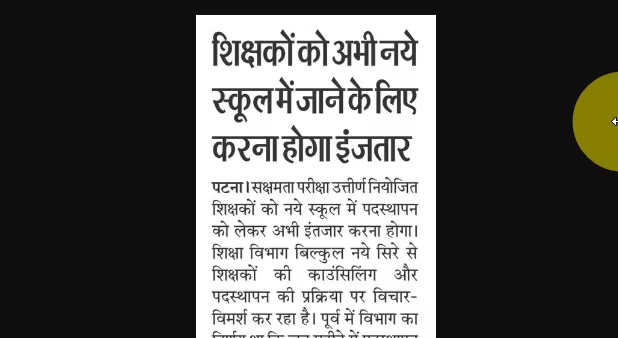 शिक्षकों को अभी नये
स्कूल में जाने के लिए
करना होगा इंजतार
पटना। सक्षमता परीक्षा उत्तीर्ण नियोजित
शिक्षकों को नये स्कूल में पदस्थापन
को लेकर अभी इंतजार करना होगा।
शिक्षा विभाग बिल्कुल नये सिरे से
शिक्षकों की काउंसिलिंग और
पदस्थापन की प्रक्रिया पर विचार-
विमर्श कर रहा है। पूर्व में विभाग का